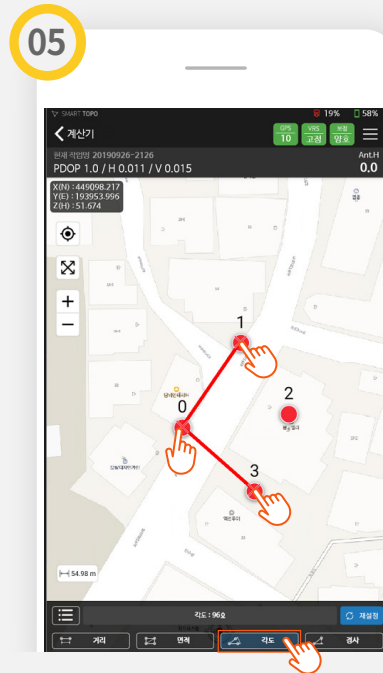 05
SMART TOPO
19%
58%
계산기
GPS
10
VRS
고정
보정
양호
현재 작업명 20190926-2126
PDOP 1.0 / H 0.011 / V 0.015
Ant.H
0.0
X(N) : 449098.217
Y(E) : 193953.996
Z(H) : 51.674
+
−
1
2
0
3
54.98 m
각도 : 96º
재설정
거리
면적
각도
경사